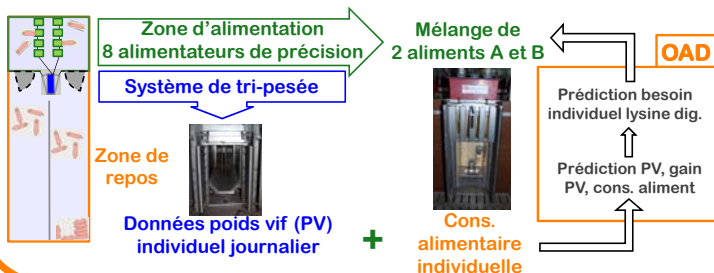 Zone d'alimentation
8 alimentateurs de précision
Mélange de
2 aliments A et B
OAD
Système de tri-pesée
Prédiction besoin
individuel lysine dig.
Zone de
repos
Prédiction PV, gain
PV, cons. aliment
Données poids vif (PV)
individuel journalier
+
Cons.
alimentaire
individuelle